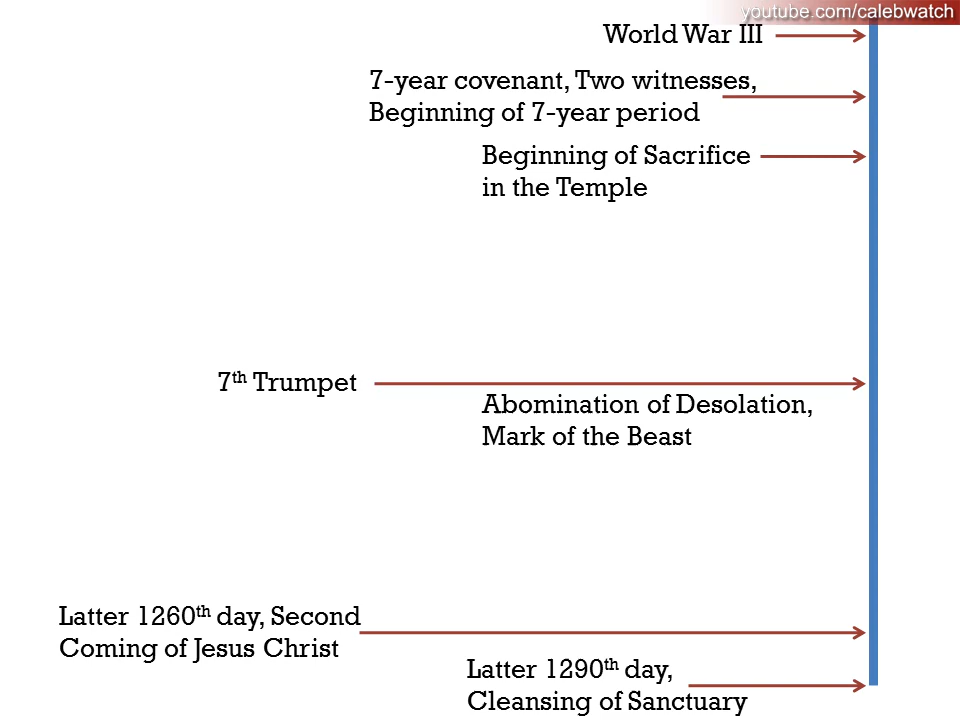 youtube.com/calebwatch
World War III
7-year covenant, Two witnesses,
Beginning of 7-year period
Beginning of Sacrifice
in the Temple
7th Trumpet
Abomination of Desolation,
Mark of the Beast
Latter 1260th day, Second
Coming of Jesus Christ
Latter 1290th day,
Cleansing of Sanctuary